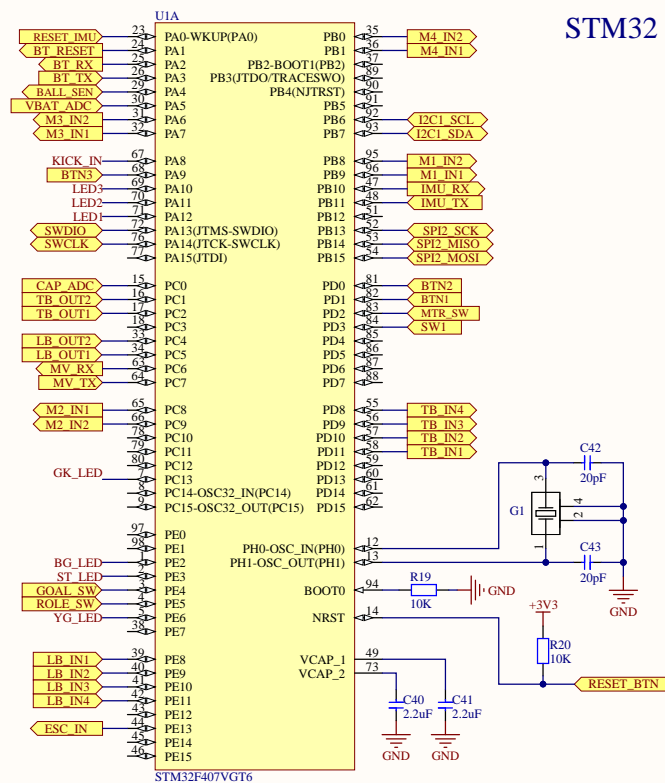 STM32
U1A
RESET_IMU 23 PA0-WKUP(PA0) PB0 35 M4_IN2
BT_RESET 24 PA1 PB1 36 M4_IN1
BT_RX 25 PA2 PB2-BOOT1(PB2) 37
BT_TX 26 PA3 PB3(JTDO/TRACESWO) 89
BALL_SEN 29 PA4 PB4(NJTRST) 90
VBAT_ADC 30 PA5 PB5 91
M3_IN2 31 PA6 PB6 92 I2C1_SCL
M3_IN1 32 PA7 PB7 93 I2C1_SDA
KICK_IN 67 PA8 PB8 95 M1_IN2
BTN3 68 PA9 PB9 96 M1_IN1
LED3 69 PA10 PB10 47 IMU_RX
LED2 70 PA11 PB11 48 IMU_TX
LED1 71 PA12 PB12 51
SWDIO 72 PA13(JTMS-SWDIO) PB13 52 SPI2_SCK
SWCLK 76 PA14(JTCK-SWCLK) PB14 53 SPI2_MISO
77 PA15(JTDI) PB15 54 SPI2_MOSI
CAP_ADC 15 PC0 PD0 81 BTN2
TB_OUT2 16 PC1 PD1 82 BTN1
TB_OUT1 17 PC2 PD2 83 MTR_SW
18 PC3 PD3 84 SW1
LB_OUT2 33 PC4 PD4 85
LB_OUT1 34 PC5 PD5 86
MV_RX 63 PC6 PD6 87
MV_TX 64 PC7 PD7 88
M2_IN1 65 PC8 PD8 55 TB_IN4
M2_IN2 66 PC9 PD9 56 TB_IN3
78 PC10 PD10 57 TB_IN2
79 PC11 PD11 58 TB_IN1
80 PC12 PD12 59
GK_LED 7 PC13 PD13 60
8 PC14-OSC32_IN(PC14) PD14 61
9 PC15-OSC32_OUT(PC15) PD15 62
C42
20pF
3
4
G1
2
1
C43
20pF
GND
97 PE0
98 PE1 PH0-OSC_IN(PH0) 12
BG_LED 1 PE2 PH1-OSC_OUT(PH1) 13
ST_LED 2 PE3
GOAL_SW 3 PE4 BOOT0 94 R19 10K GND
ROLE_SW 4 PE5
YG_LED 5 PE6 NRST 14
38 PE7
+3V3
R20
10K
RESET_BTN
LB_IN1 39 PE8 VCAP_1 49
LB_IN2 40 PE9 VCAP_2 73
LB_IN3 41 PE10
LB_IN4 42 PE11
43 PE12
ESC_IN 44 PE13
45 PE14
46 PE15
C40 C41
2.2uF 2.2uF
GND GND
STM32F407VGT6